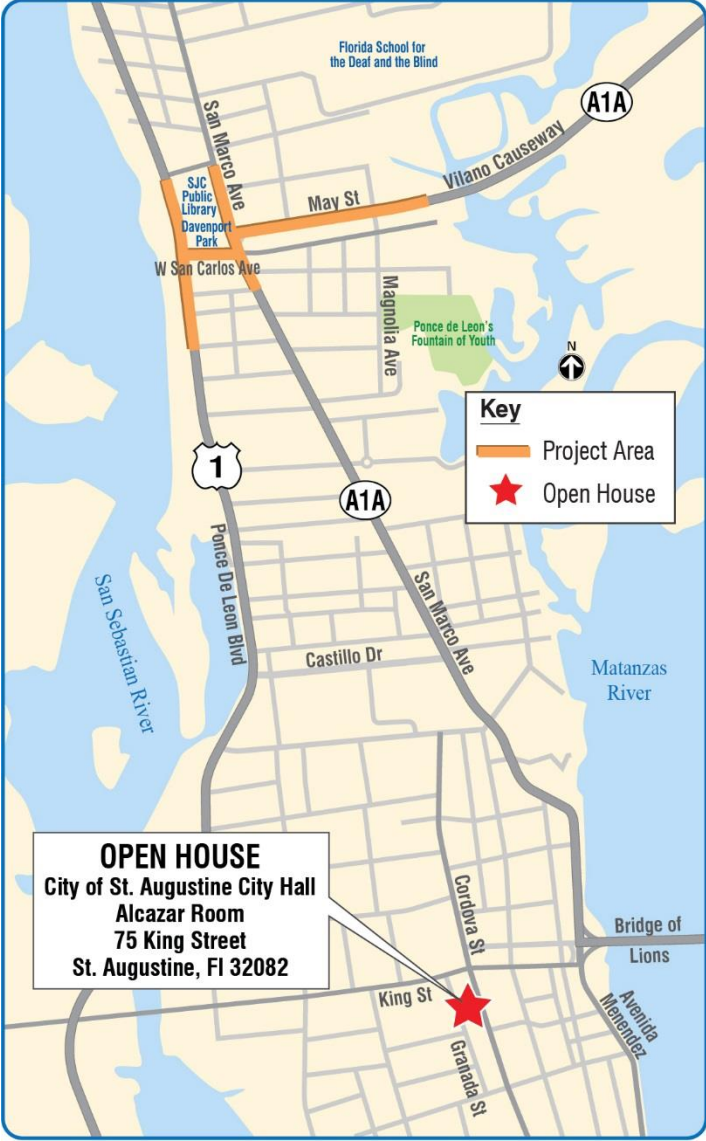 Florida School for
the Deaf and the Blind
A1A
San Marco Ave
Vilano Causeway
SJC
Public
Library
Davenport
Park
May St
W San Carlos Ave
Magnolia Ave
Ponce de Leon's
Fountain of Youth
N
Key
Project Area
Open House
1
A1A
Ponce De Leon Blvd
San Marco Ave
San Sebastian River
Castillo Dr
Matanzas
River
OPEN HOUSE
City of St. Augustine City Hall
Alcazar Room
75 King Street
St. Augustine, Fl 32082
Cordova St
Bridge of
Lions
King St
Avenida
Menendez
Granada St